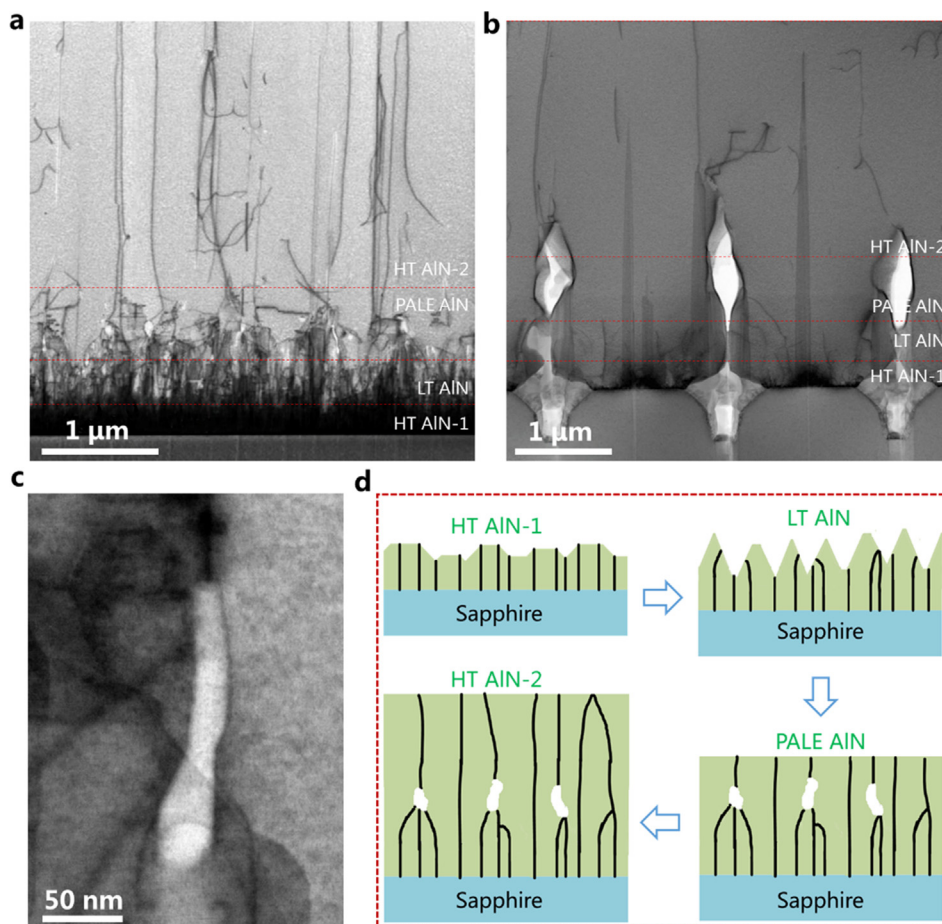 a
HT AlN-2
PALE AlN
LT AlN
HT AlN-1
1 μm
b
HT AlN-2
PALE AlN
LT AlN
HT AlN-1
1 μm
c
50 nm
d
HT AlN-1
Sapphire
LT AlN
Sapphire
HT AlN-2
Sapphire
PALE AlN
Sapphire